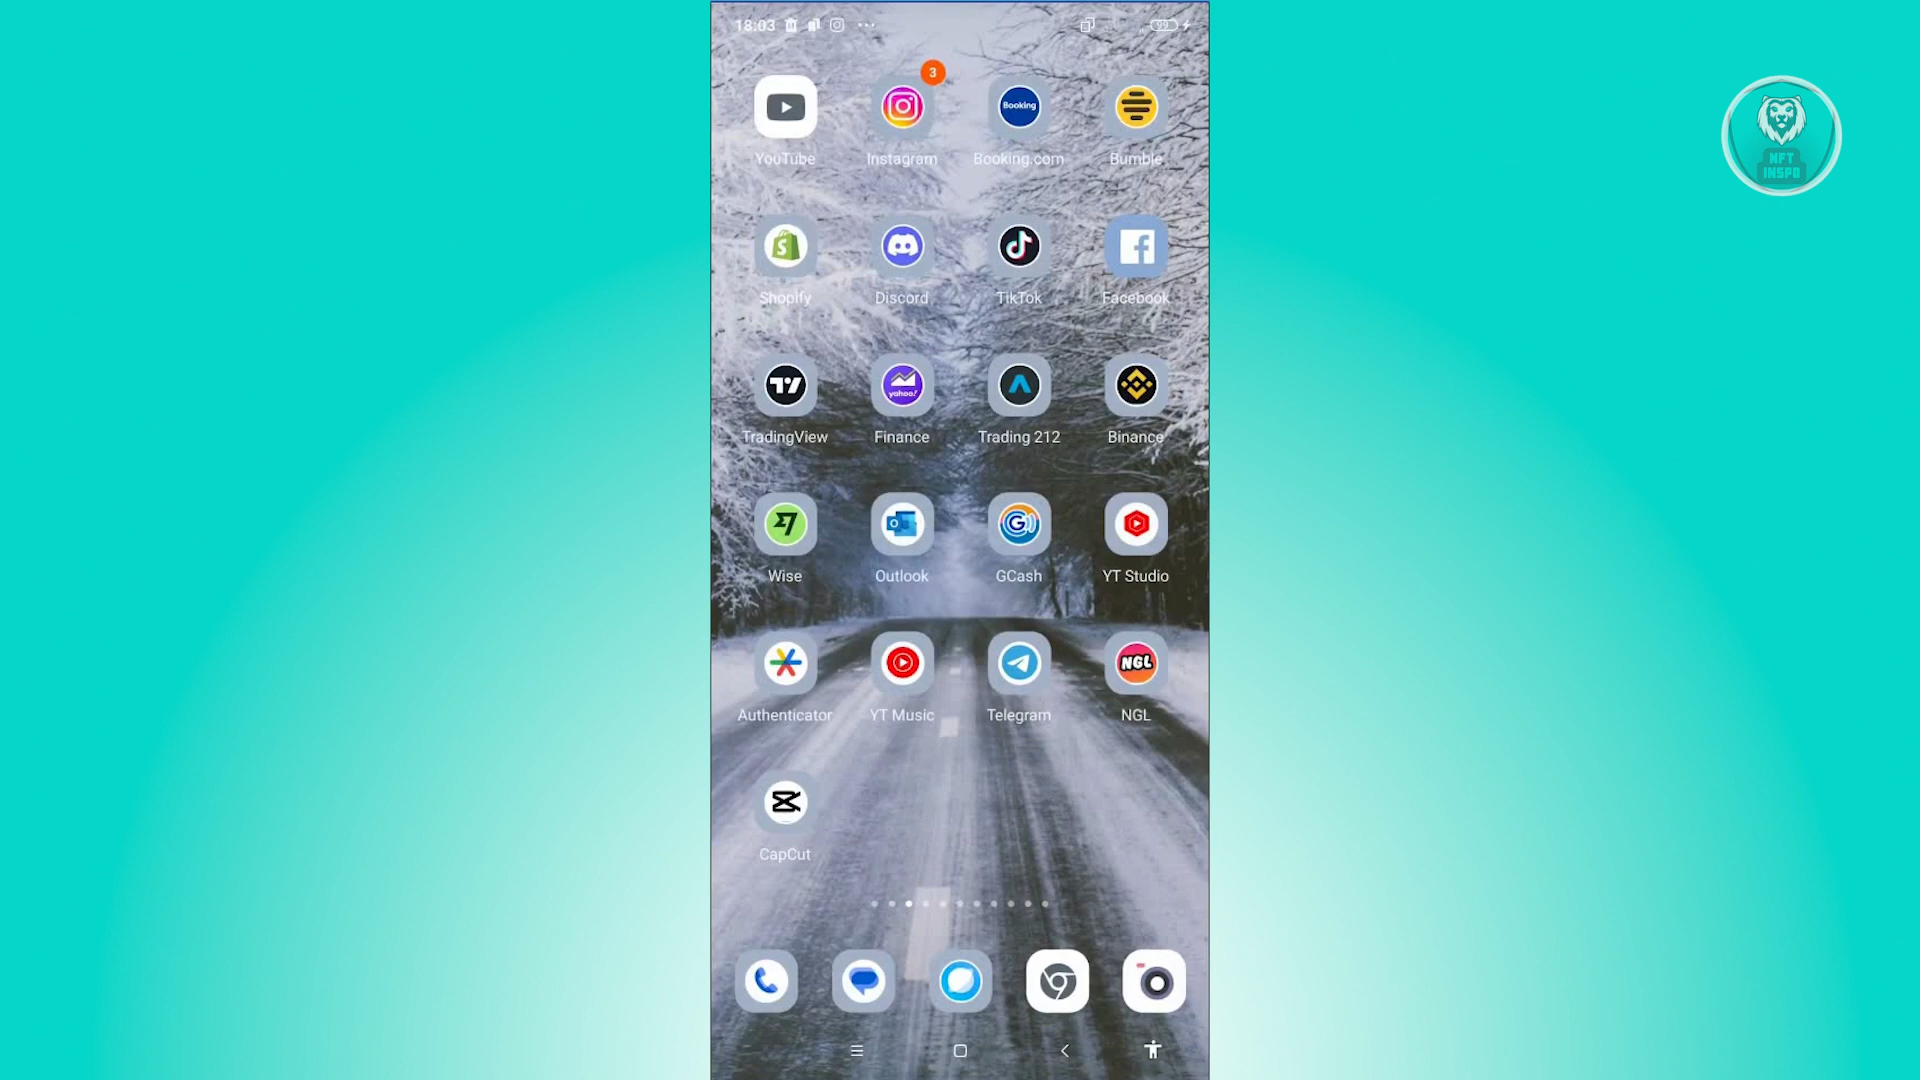 18:03
99
3
Booking
YouTube
Instagram
Booking.com
Bumble
NFT
INSPO
Shopify
Discord
TikTok
Facebook
yahoo!
TradingView
Finance
Trading 212
Binance
Wise
Outlook
GCash
YT Studio
NGL
Authenticator
YT Music
Telegram
NGL
CapCut